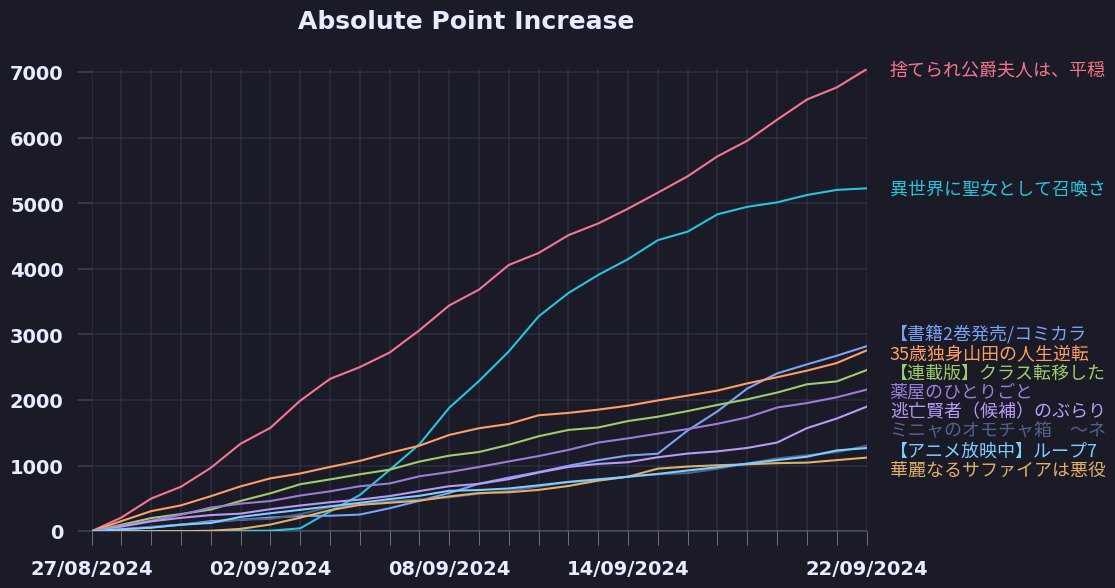 Absolute Point Increase
7000
6000
5000
4000
3000
2000
1000
0
27/08/2024
02/09/2024
08/09/2024
14/09/2024
22/09/2024
捨てられ公爵夫人は、平穏
異世界に聖女として召喚さ
【書籍2巻発売/コミカラ
35歳独身山田の人生逆転
【連載版】クラス転移した
薬屋のひとりごと
逃亡賢者（候補）のぶらり
ミニャのオモチャ箱　～ネ
【アニメ放映中】ループ7
華麗なるサファイアは悪役